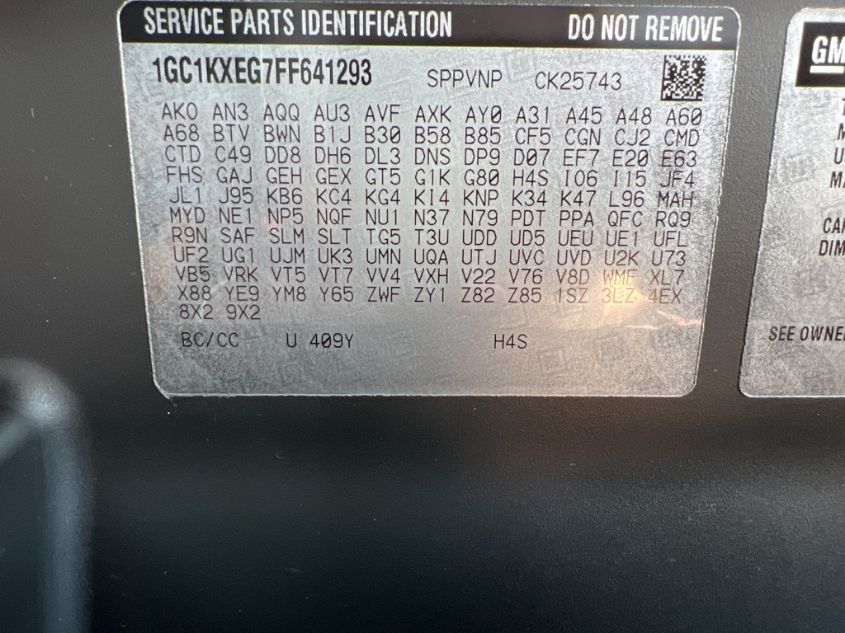 SERVICE PARTS IDENTIFICATION DO NOT REMOVE
1GC1KXEG7FF641293 SPPVNP CK25743
AKO AN3 AQQ AU3 AVF AXK AY0 A31 A45 A48 A60
A68 BTV BWN B1J B30 B58 B85 CF5 CGN CJ2 CMD
CTD C49 DD8 DH6 DL3 DNS DP9 D07 EF7 E20 E63
FHS GAJ GEH GEX GT5 G1K G80 H4S I06 I15 JF4
JL1 J95 KB6 KC4 KG4 KI4 KNP K34 K47 L96 MAH
MYD NE1 NP5 NQF NU1 N37 N79 PDT PPA QFC RQ9
R9N SAF SLM SLT TG5 T3U UDD UD5 UEU UE1 UFL
UF2 UG1 UJM UK3 UMN UQA UTJ UVC UVD U2K U73
VB5 VRK VT5 VT7 VV4 VXH V22 V76 V8D WMF XL7
X88 YE9 YM8 Y65 ZWF ZY1 Z82 Z85 1SZ 3LZ 4EX
8X2 9X2
BC/CC U 409Y H4S
GM
SEE OWNE